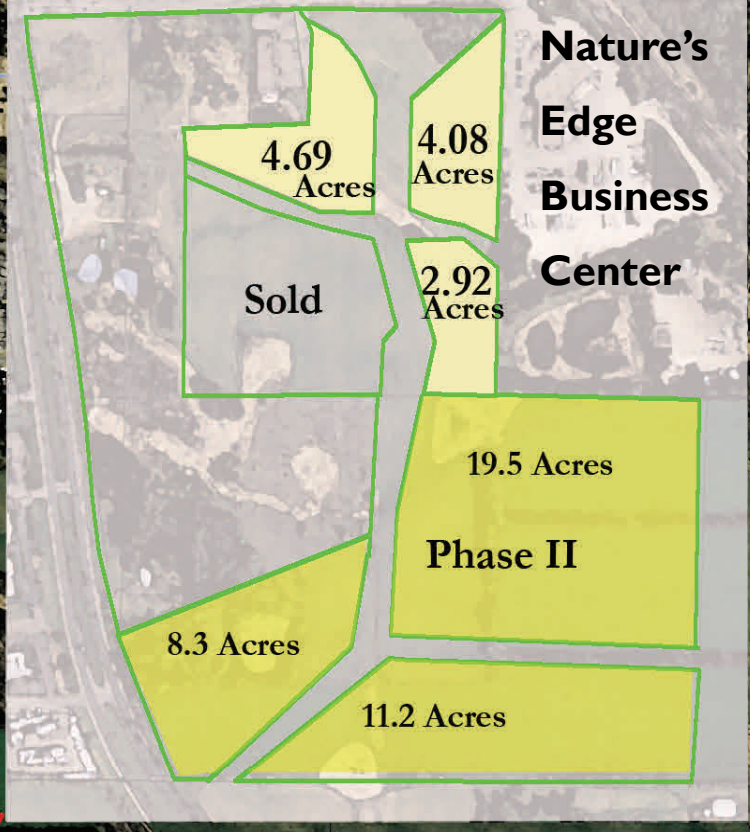 Nature's
Edge
Business
Center
4.69
Acres
4.08
Acres
Sold
2.92
Acres
19.5 Acres
Phase II
8.3 Acres
11.2 Acres